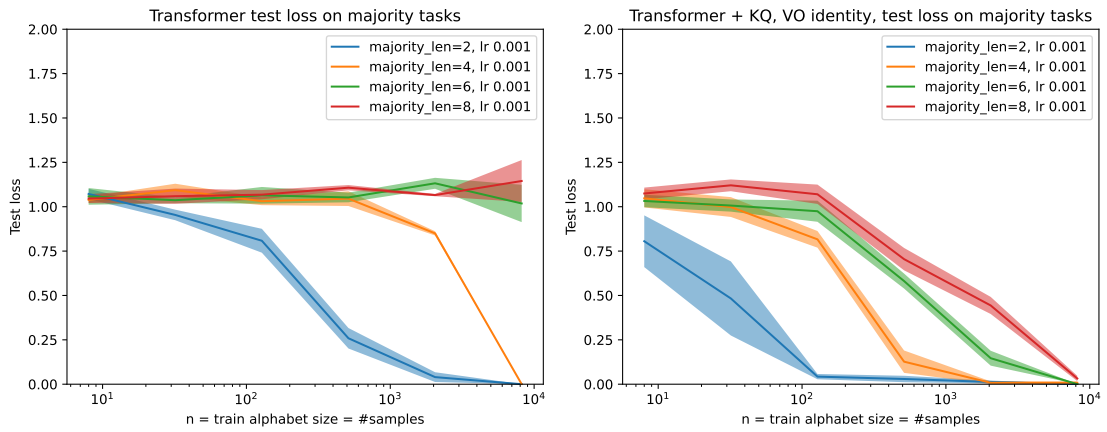 Transformer test loss on majority tasks
2.00
1.75
1.50
1.25
1.00
0.75
0.50
0.25
0.00
Test loss
majority_len=2, lr 0.001
majority_len=4, lr 0.001
majority_len=6, lr 0.001
majority_len=8, lr 0.001
10¹
10²
10³
10⁴
n = train alphabet size = #samples
Transformer + KQ, VO identity, test loss on majority tasks
2.00
1.75
1.50
1.25
1.00
0.75
0.50
0.25
0.00
Test loss
majority_len=2, lr 0.001
majority_len=4, lr 0.001
majority_len=6, lr 0.001
majority_len=8, lr 0.001
10¹
10²
10³
10⁴
n = train alphabet size = #samples